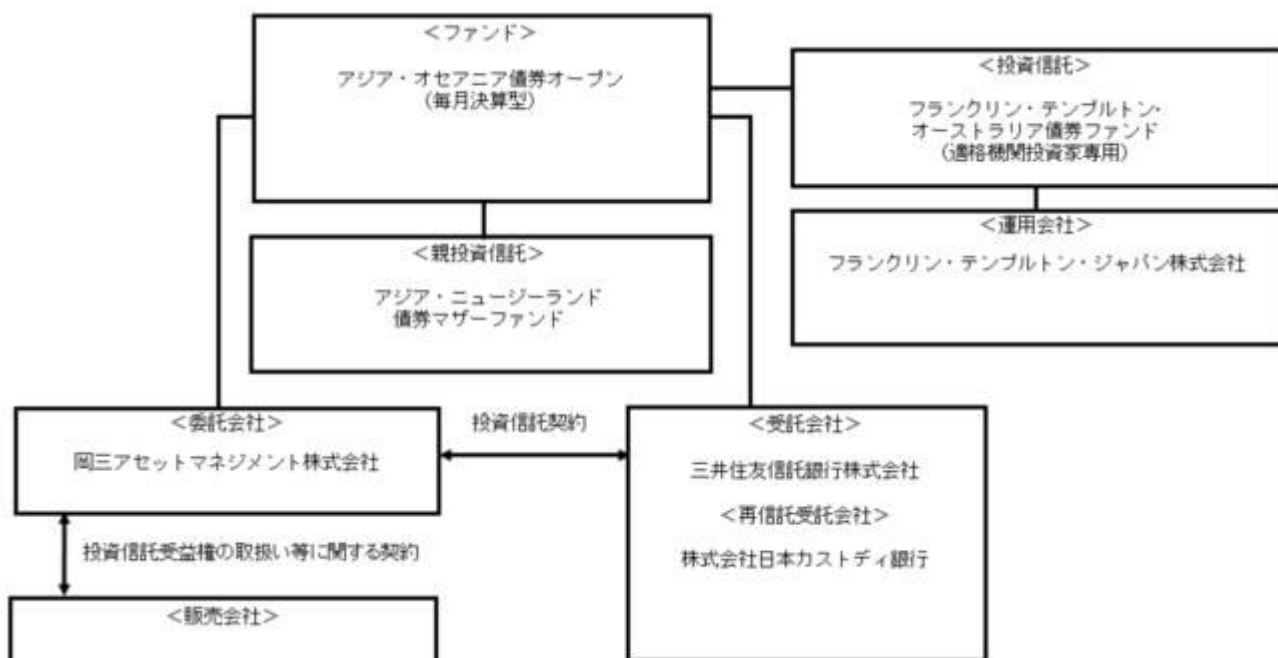 ＜ファンド＞
アジア・オセアニア債券オープン
（毎月決算型）
＜投資信託＞
フランクリン・テンプルトン・
オーストラリア債券ファンド
（適格機関投資家専用）
＜親投資信託＞
アジア・ニュージーランド
債券マザーファンド
＜運用会社＞
フランクリン・テンプルトン・ジャパン株式会社
＜委託会社＞
岡三アセットマネジメント株式会社
投資信託契約
＜受託会社＞
三井住友信託銀行株式会社
＜再信託受託会社＞
株式会社日本カストディ銀行
投資信託受益権の取扱い等に関する契約
＜販売会社＞